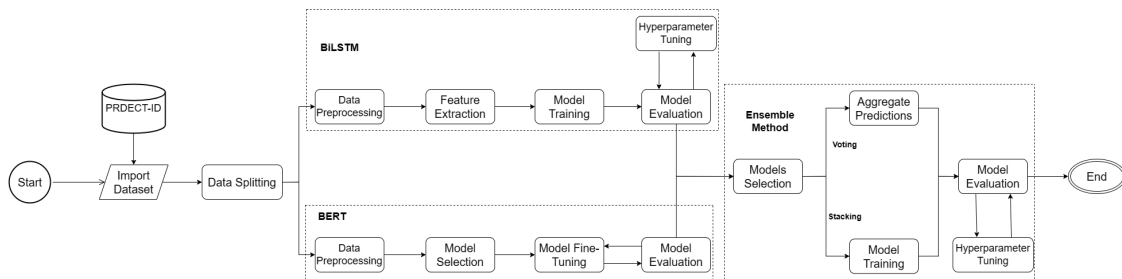 Start
PRDECT-ID
Import
Dataset
Data Splitting
BiLSTM
Data
Preprocessing
Feature
Extraction
Model
Training
Model
Evaluation
Hyperparameter
Tuning
BERT
Data
Preprocessing
Model
Selection
Model Fine-
Tuning
Model
Evaluation
Ensemble
Method
Models
Selection
Voting
Aggregate
Predictions
Stacking
Model
Training
Model
Evaluation
Hyperparameter
Tuning
End